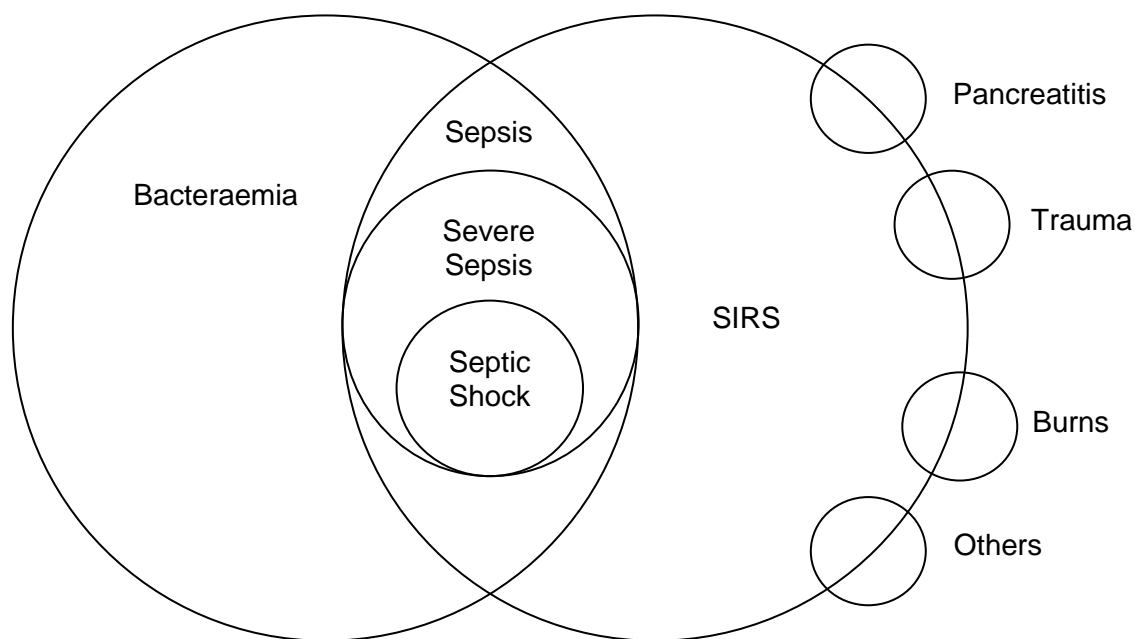 Pancreatitis
Sepsis
Bacteraemia
Trauma
Severe
Sepsis
SIRS
Septic
Shock
Burns
Others